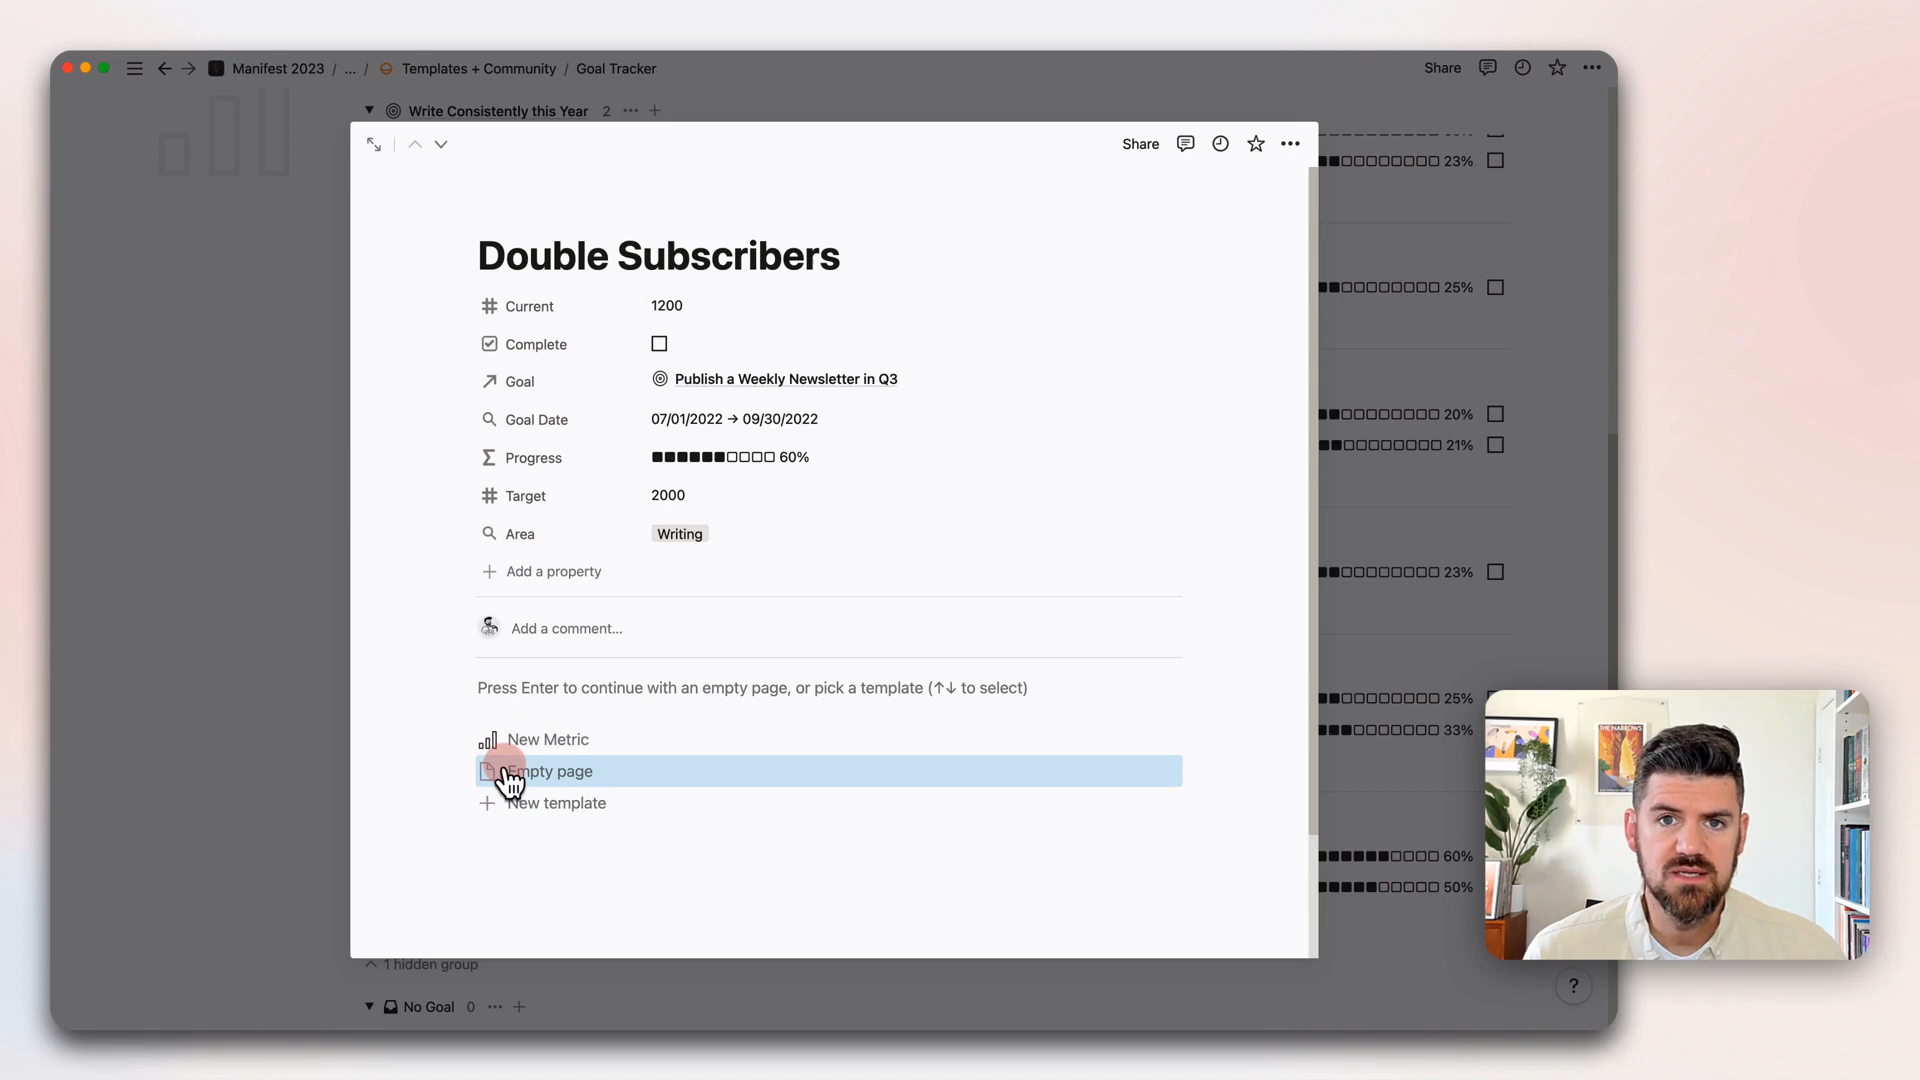 Manifest 2023 / ... / Templates + Community / Goal Tracker
Share
Write Consistently this Year 2
Share
23%
Double Subscribers
Current 1200
25%
Complete
Goal Publish a Weekly Newsletter in Q3
Goal Date 07/01/2022 → 09/30/2022
20%
21%
Progress 60%
Target 2000
Area Writing
Add a property
23%
Add a comment...
Press Enter to continue with an empty page, or pick a template (↑↓ to select)
25%
33%
New Metric
Empty page
New template
THE NARROWS
60%
50%
1 hidden group
No Goal 0
?